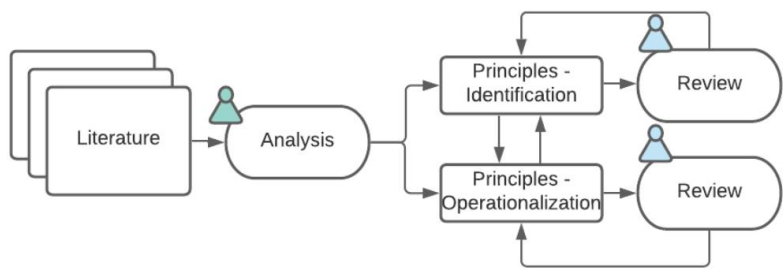 Literature
Analysis
Principles -
Identification
Review
Principles -
Operationalization
Review